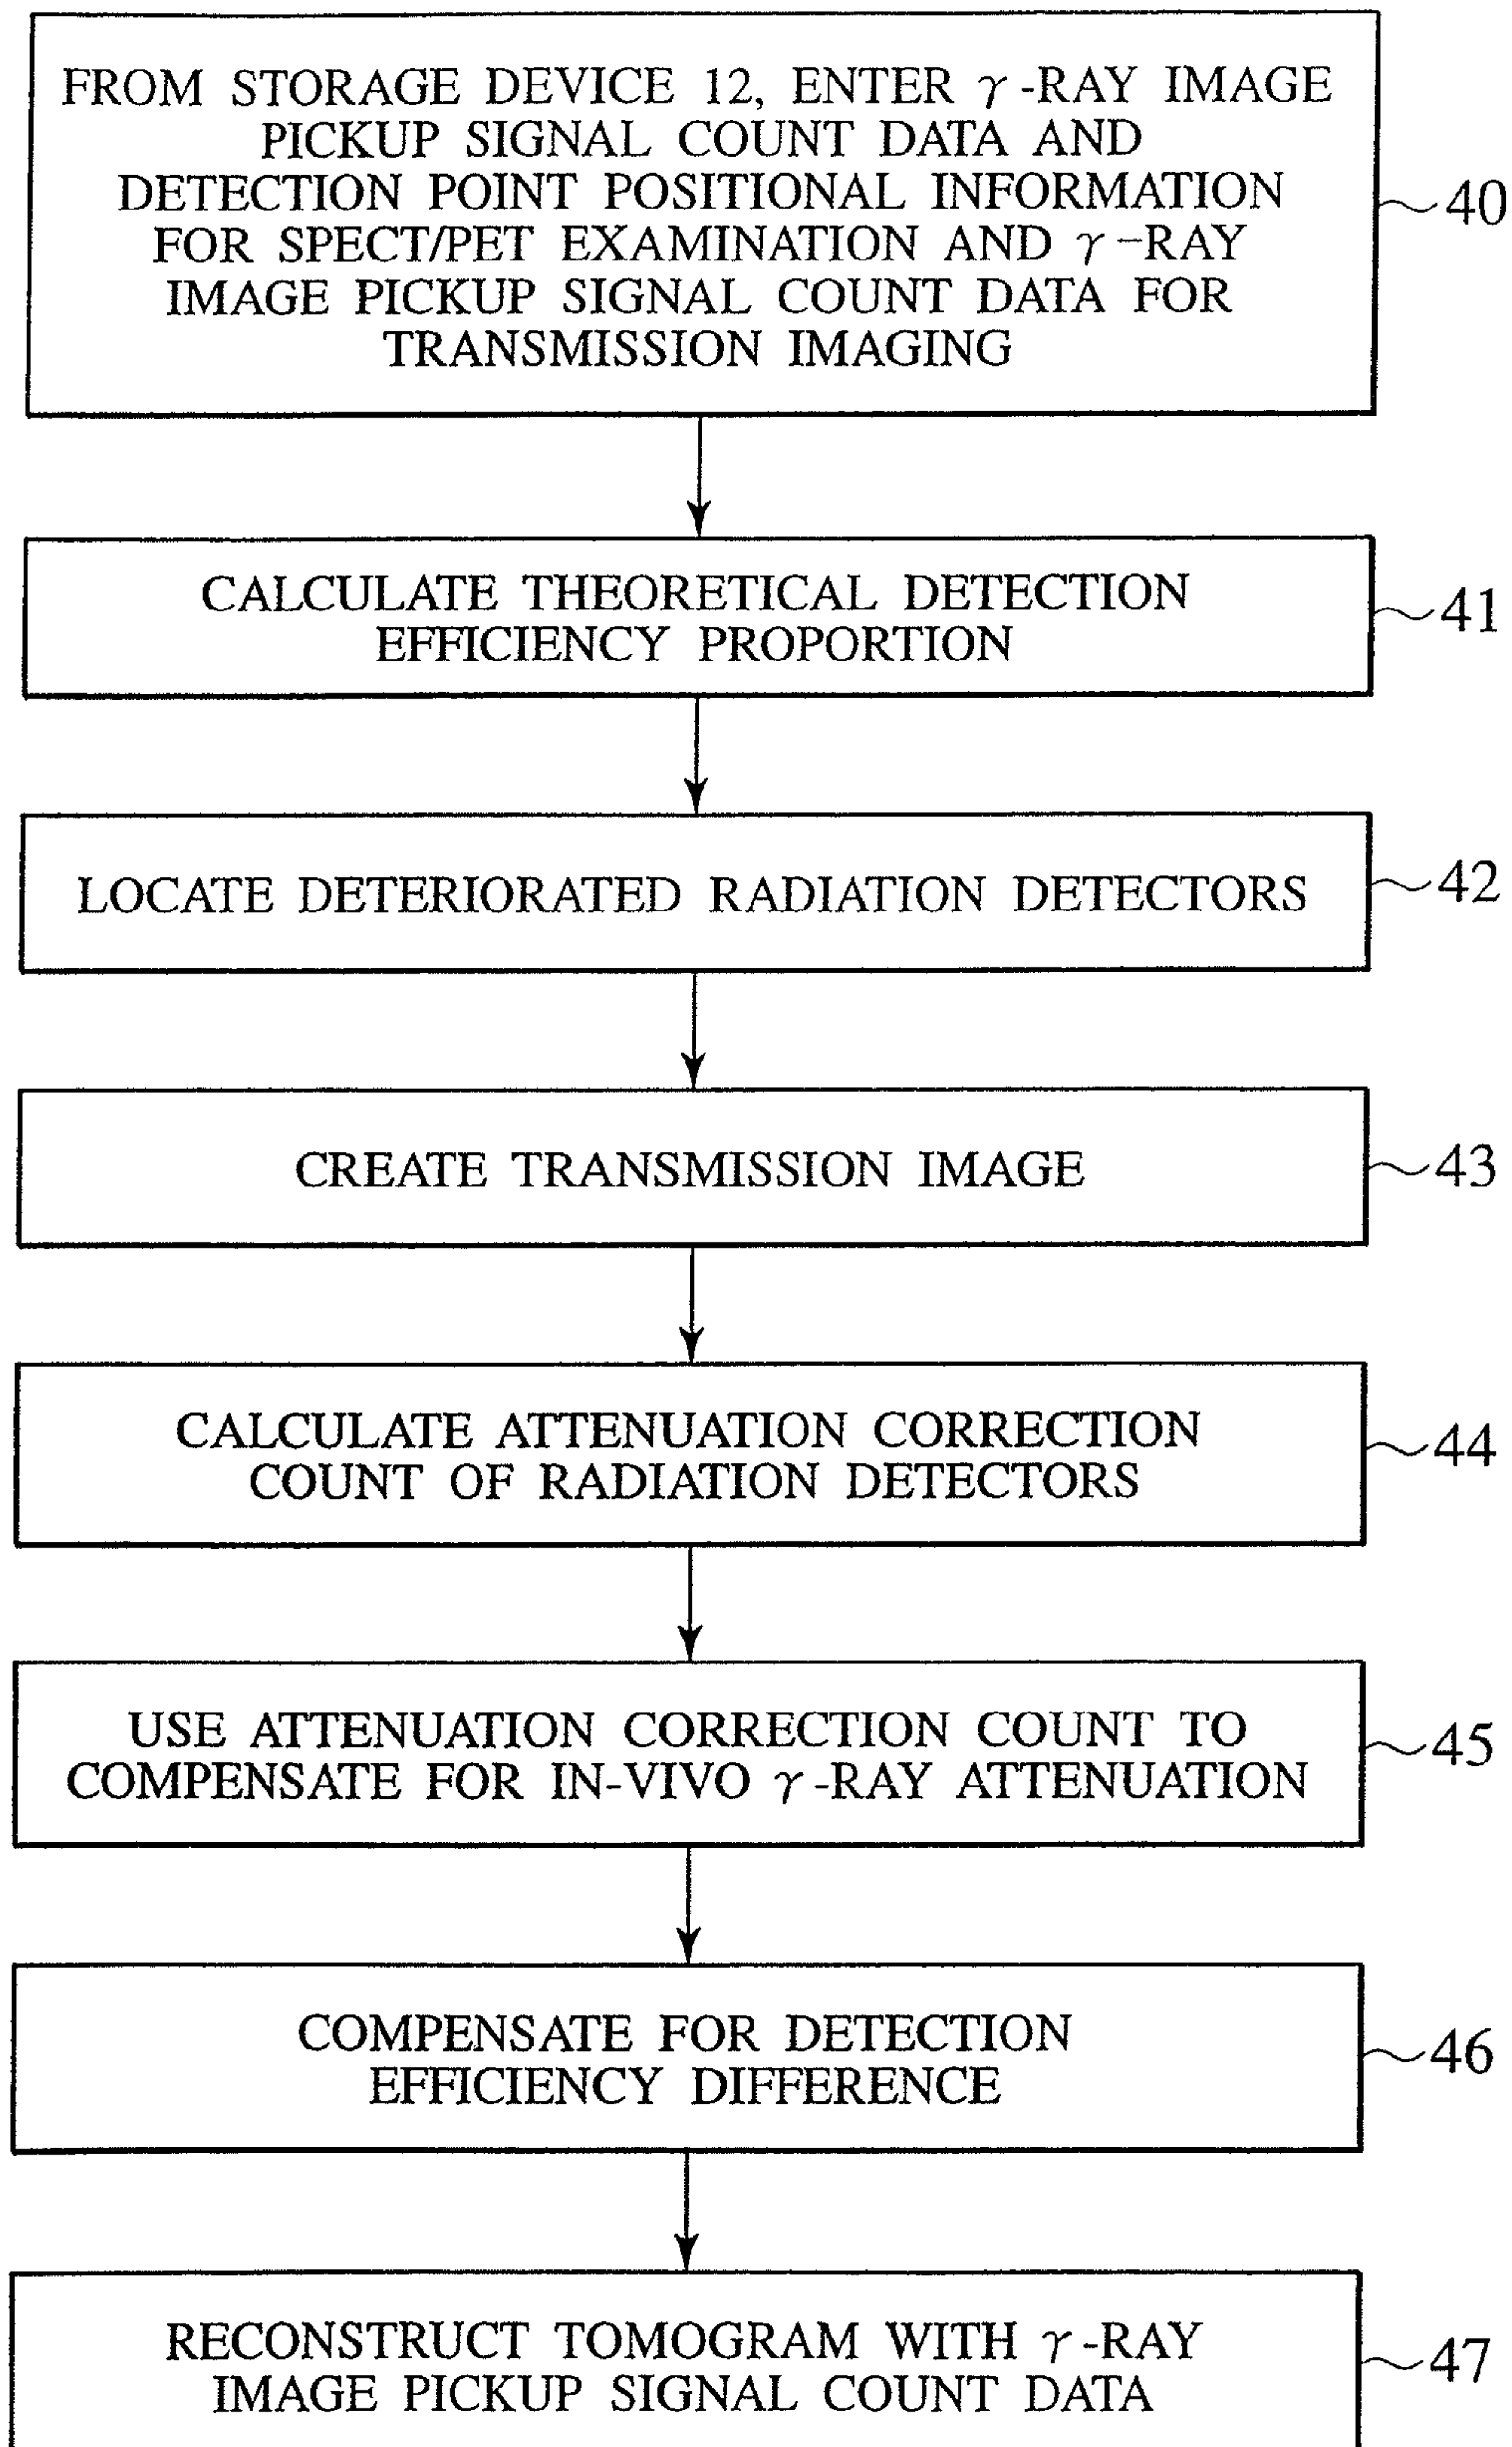 FROM STORAGE DEVICE 12, ENTER γ-RAY IMAGE
PICKUP SIGNAL COUNT DATA AND
DETECTION POINT POSITIONAL INFORMATION
FOR SPECT/PET EXAMINATION AND γ-RAY
IMAGE PICKUP SIGNAL COUNT DATA FOR
TRANSMISSION IMAGING
40
CALCULATE THEORETICAL DETECTION
EFFICIENCY PROPORTION
41
LOCATE DETERIORATED RADIATION DETECTORS
42
CREATE TRANSMISSION IMAGE
43
CALCULATE ATTENUATION CORRECTION
COUNT OF RADIATION DETECTORS
44
USE ATTENUATION CORRECTION COUNT TO
COMPENSATE FOR IN-VIVO γ-RAY ATTENUATION
45
COMPENSATE FOR DETECTION
EFFICIENCY DIFFERENCE
46
RECONSTRUCT TOMOGRAM WITH γ-RAY
IMAGE PICKUP SIGNAL COUNT DATA
47